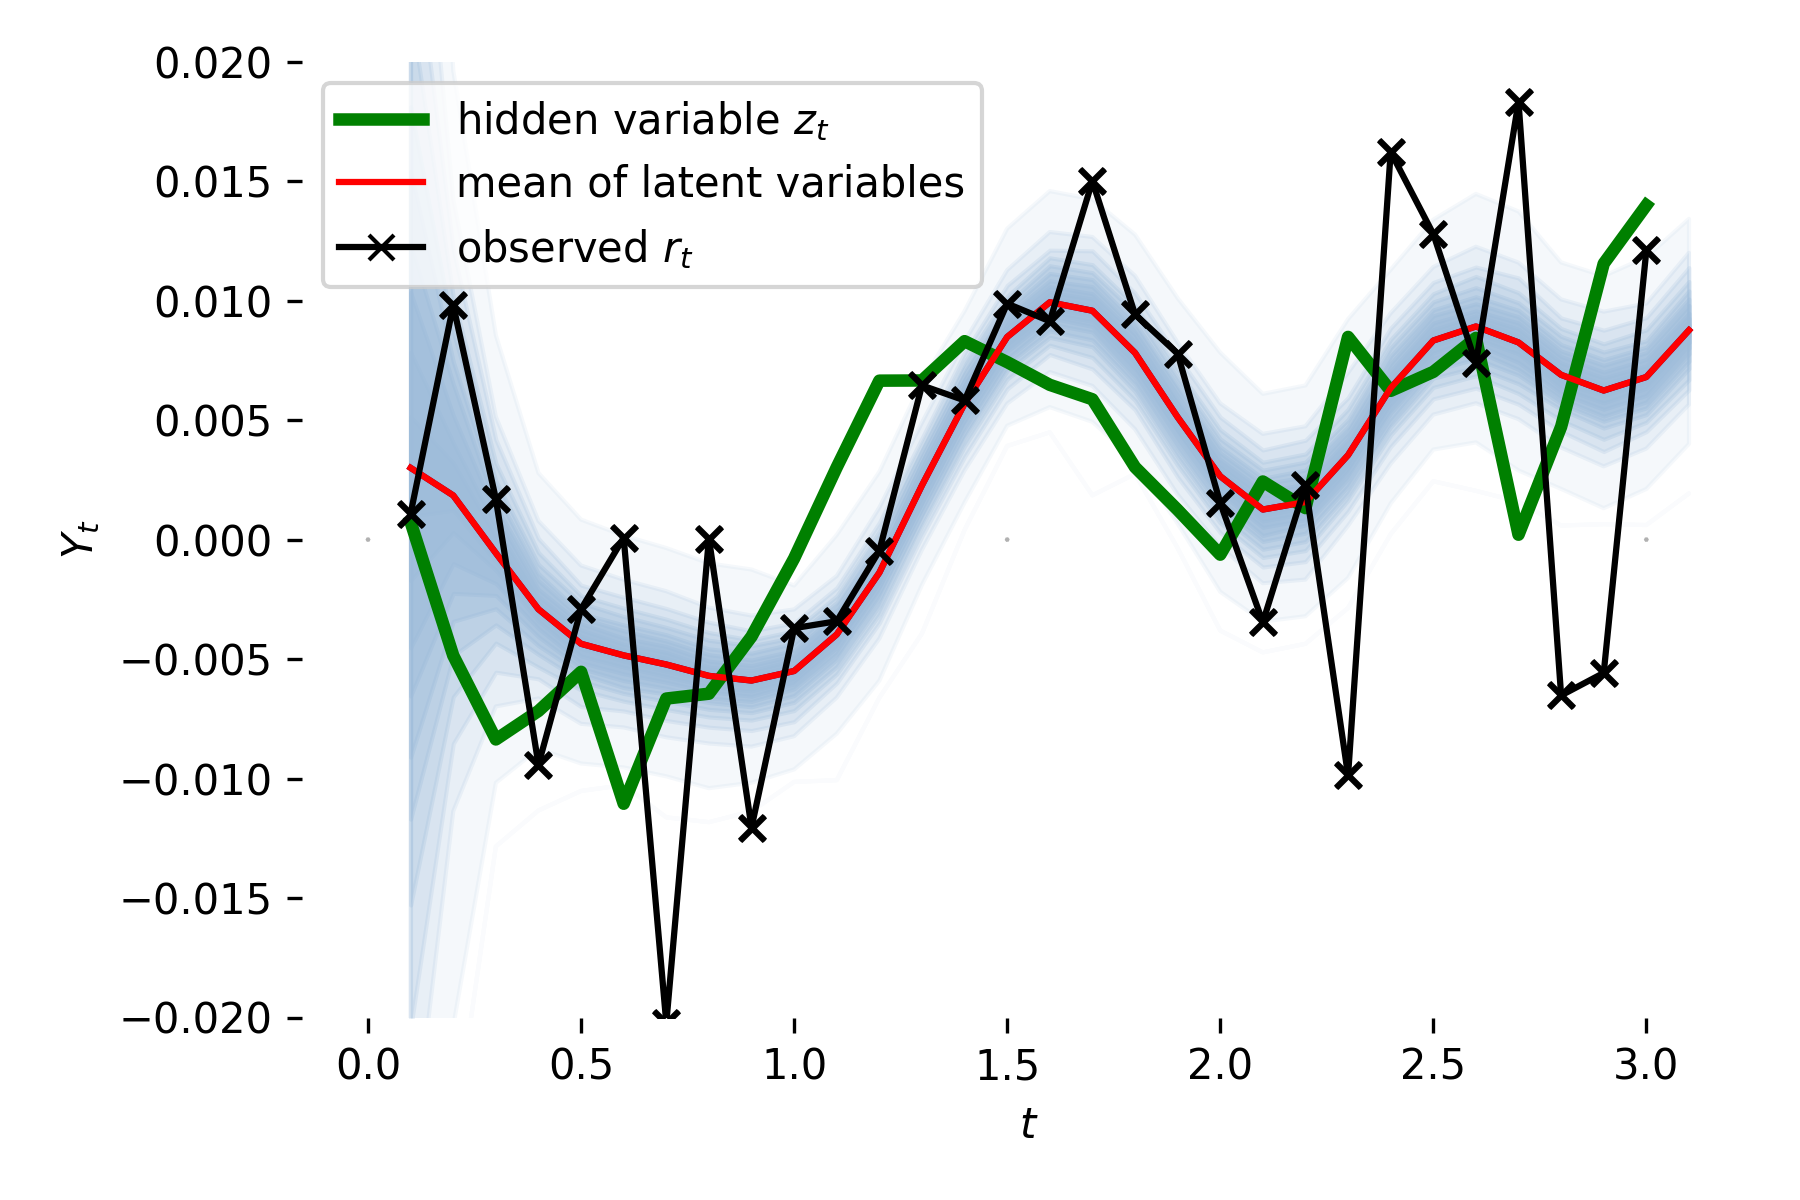 0.020
0.015
0.010
0.005
0.000
−0.005
−0.010
−0.015
−0.020
Y_t
hidden variable z_t
mean of latent variables
observed r_t
0.0 0.5 1.0 1.5 2.0 2.5 3.0
t